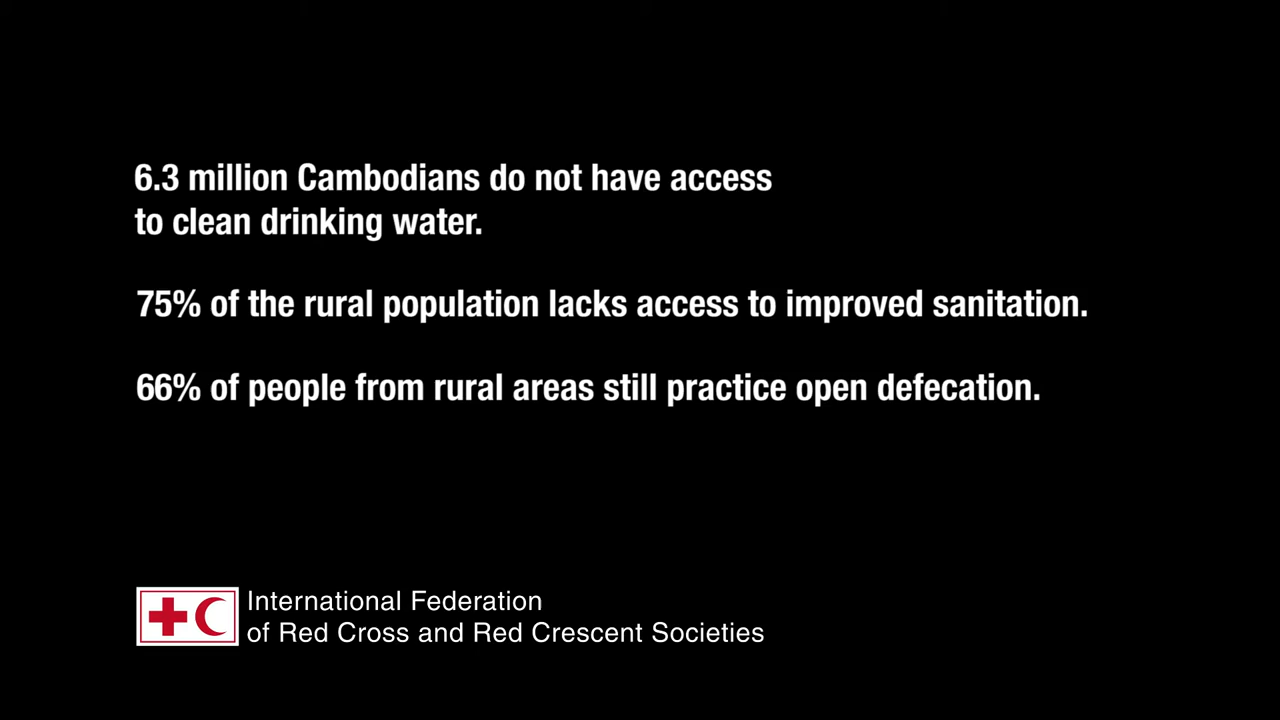 6.3 million Cambodians do not have access
to clean drinking water.
75% of the rural population lacks access to improved sanitation.
66% of people from rural areas still practice open defecation.
International Federation
of Red Cross and Red Crescent Societies